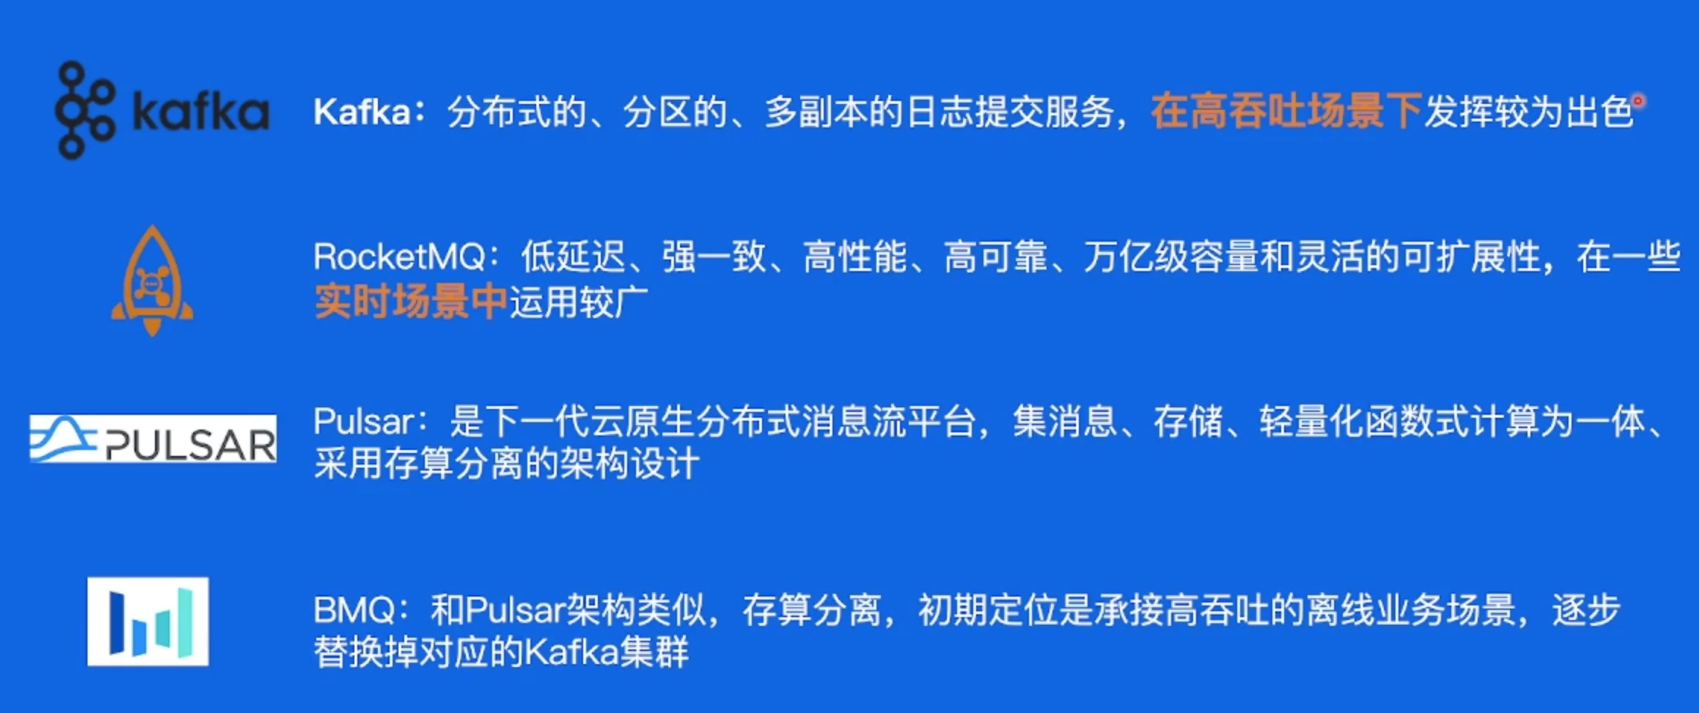 kafka
Kafka：分布式的、分区的、多副本的日志提交服务，在高吞吐场景下发挥较为出色
RocketMQ：低延迟、强一致、高性能、高可靠、万亿级容量和灵活的可扩展性，在一些
实时场景中运用较广
PULSAR
Pulsar：是下一代云原生分布式消息流平台，集消息、存储、轻量化函数式计算为一体、
采用存算分离的架构设计
BMQ：和Pulsar架构类似，存算分离，初期定位是承接高吞吐的离线业务场景，逐步
替换掉对应的Kafka集群